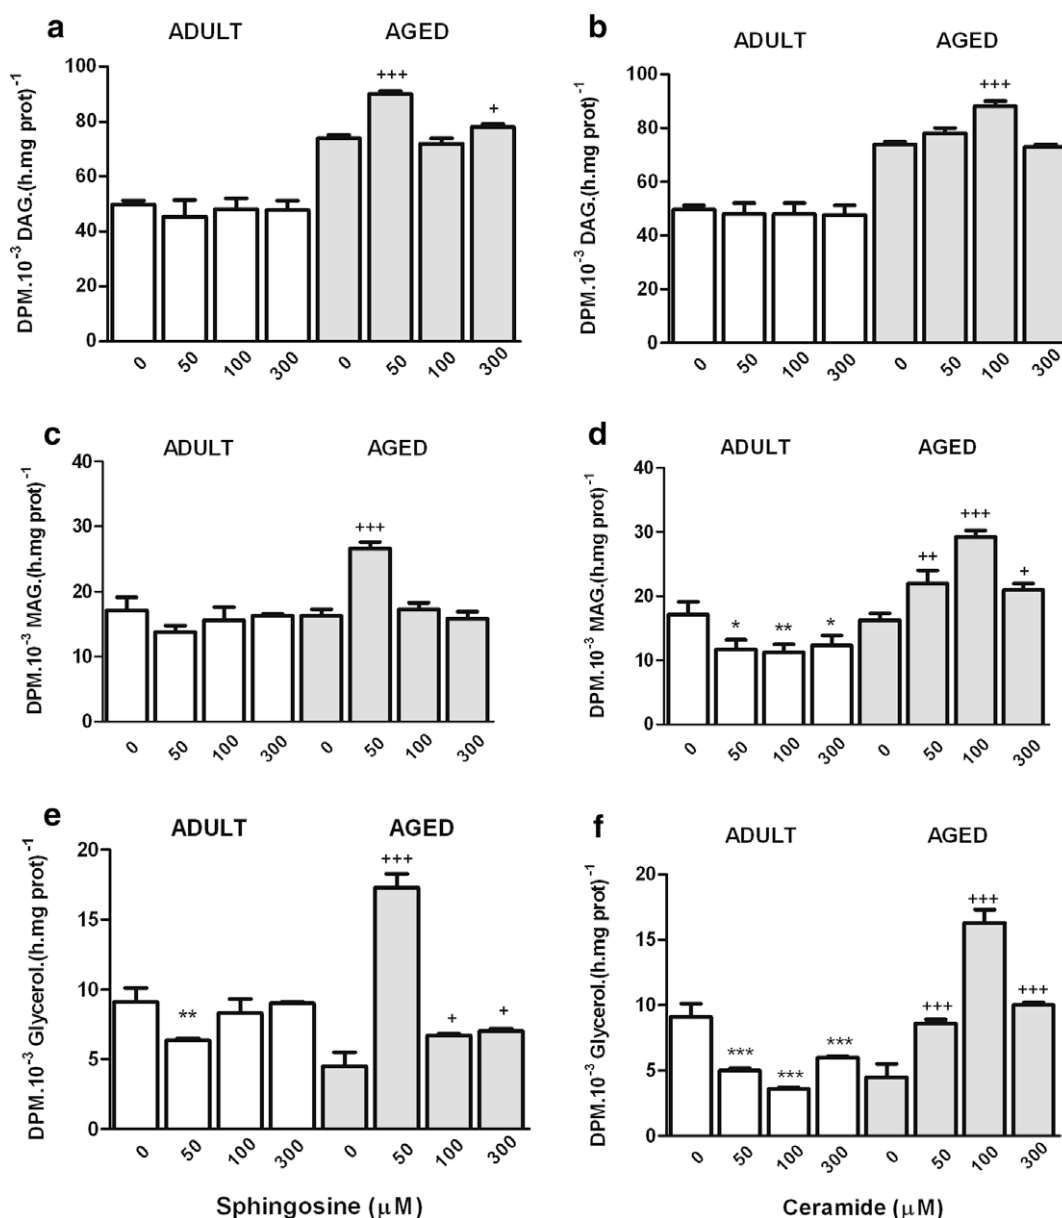 a
ADULT AGED
DPM.10⁻³ DAG.(h.mg prot)⁻¹
100
80
60
40
20
0
+++
+
0 50 100 300 0 50 100 300
b
ADULT AGED
DPM.10⁻³ DAG.(h.mg prot)⁻¹
100
80
60
40
20
0
+++
0 50 100 300 0 50 100 300
c
ADULT AGED
DPM.10⁻³ MAG.(h.mg prot)⁻¹
40
30
20
10
0
+++
0 50 100 300 0 50 100 300
d
ADULT AGED
DPM.10⁻³ MAG.(h.mg prot)⁻¹
40
30
20
10
0
* ** * ++ +++ +
0 50 100 300 0 50 100 300
e
ADULT AGED
DPM.10⁻³ Glycerol.(h.mg prot)⁻¹
20
15
10
5
0
** +++ + +
0 50 100 300 0 50 100 300
Sphingosine (μM)
f
ADULT AGED
DPM.10⁻³ Glycerol.(h.mg prot)⁻¹
20
15
10
5
0
*** *** *** +++ +++ +++
0 50 100 300 0 50 100 300
Ceramide (μM)